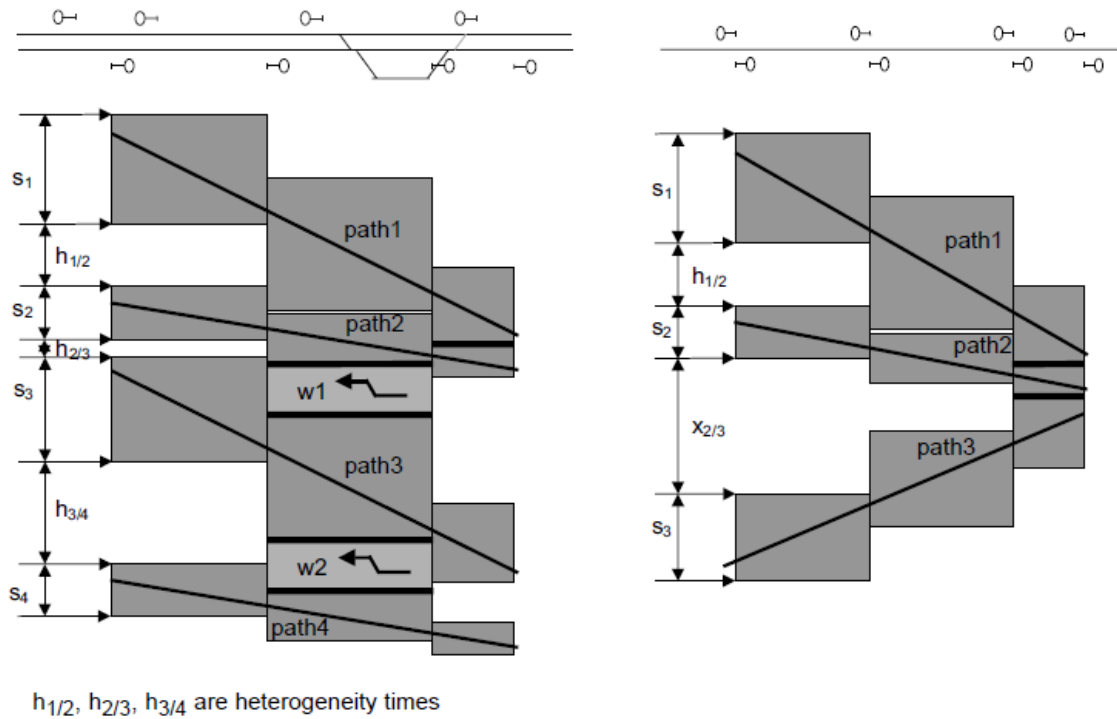 s1
h1/2
s2
h2/3
s3
h3/4
s4
path1
path2
w1
path3
w2
path4
s1
h1/2
s2
x2/3
s3
path1
path2
path3
h1/2, h2/3, h3/4 are heterogeneity times